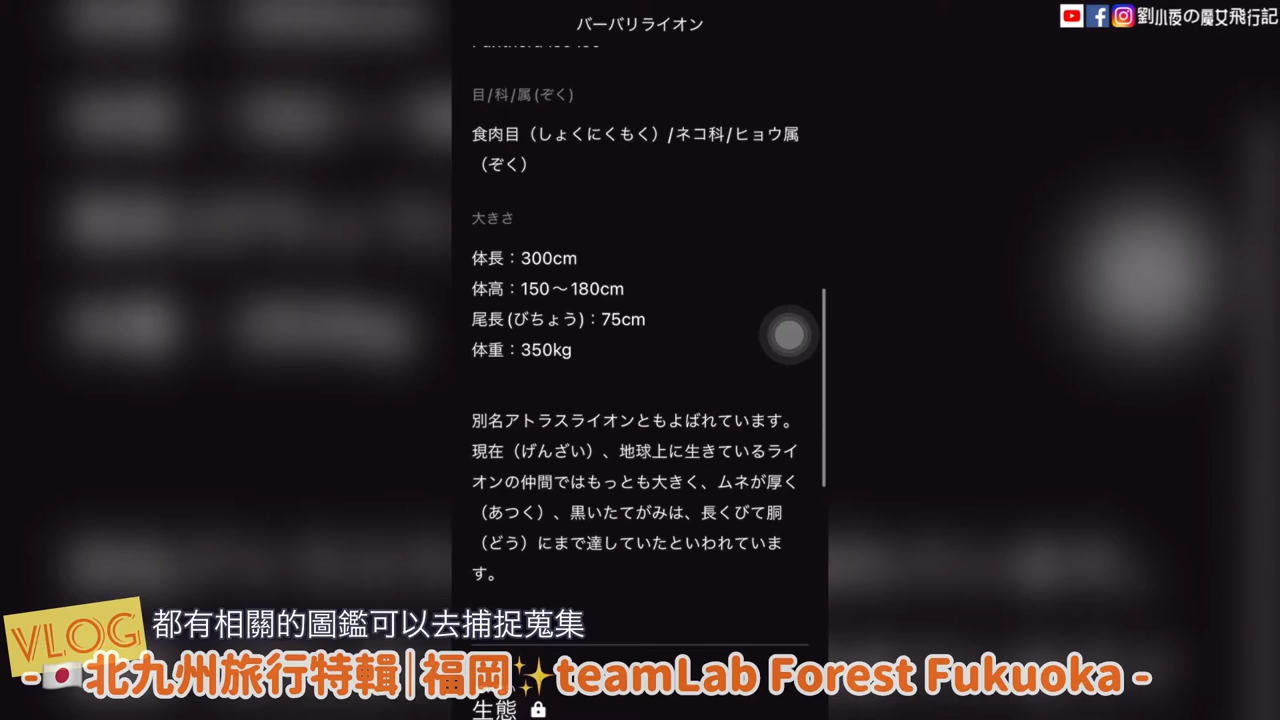 バーバリライオン
劉小夜の魔女飛行記
目/科/属(ぞく)
食肉目（しょくにくもく）/ネコ科/ヒョウ属
（ぞく）
大きさ
体長：300cm
体高：150～180cm
尾長(びちょう)：75cm
体重：350kg
別名アトラスライオンともよばれています。
現在（げんざい）、地球上に生きているライ
オンの仲間ではもっとも大きく、ムネが厚く
（あつく）、黒いたてがみは、長くびて胴
（どう）にまで達していたといわれていま
す。
VLOG
都有相關的圖鑑可以去捕捉蒐集
-🇯🇵北九州旅行特輯|福岡✨teamLab Forest Fukuoka -
生態